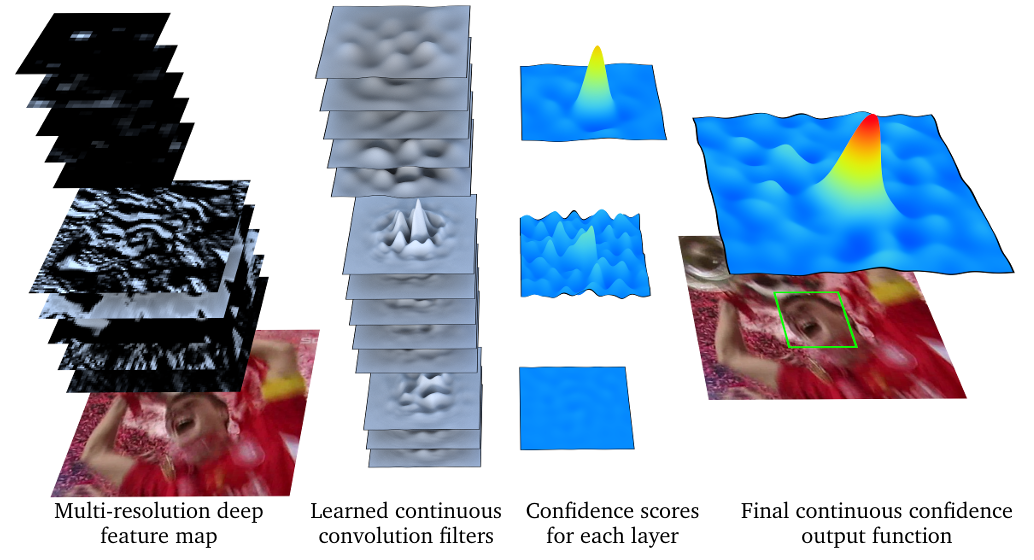 Multi-resolution deep
feature map
Learned continuous
convolution filters
Confidence scores
for each layer
Final continuous confidence
output function